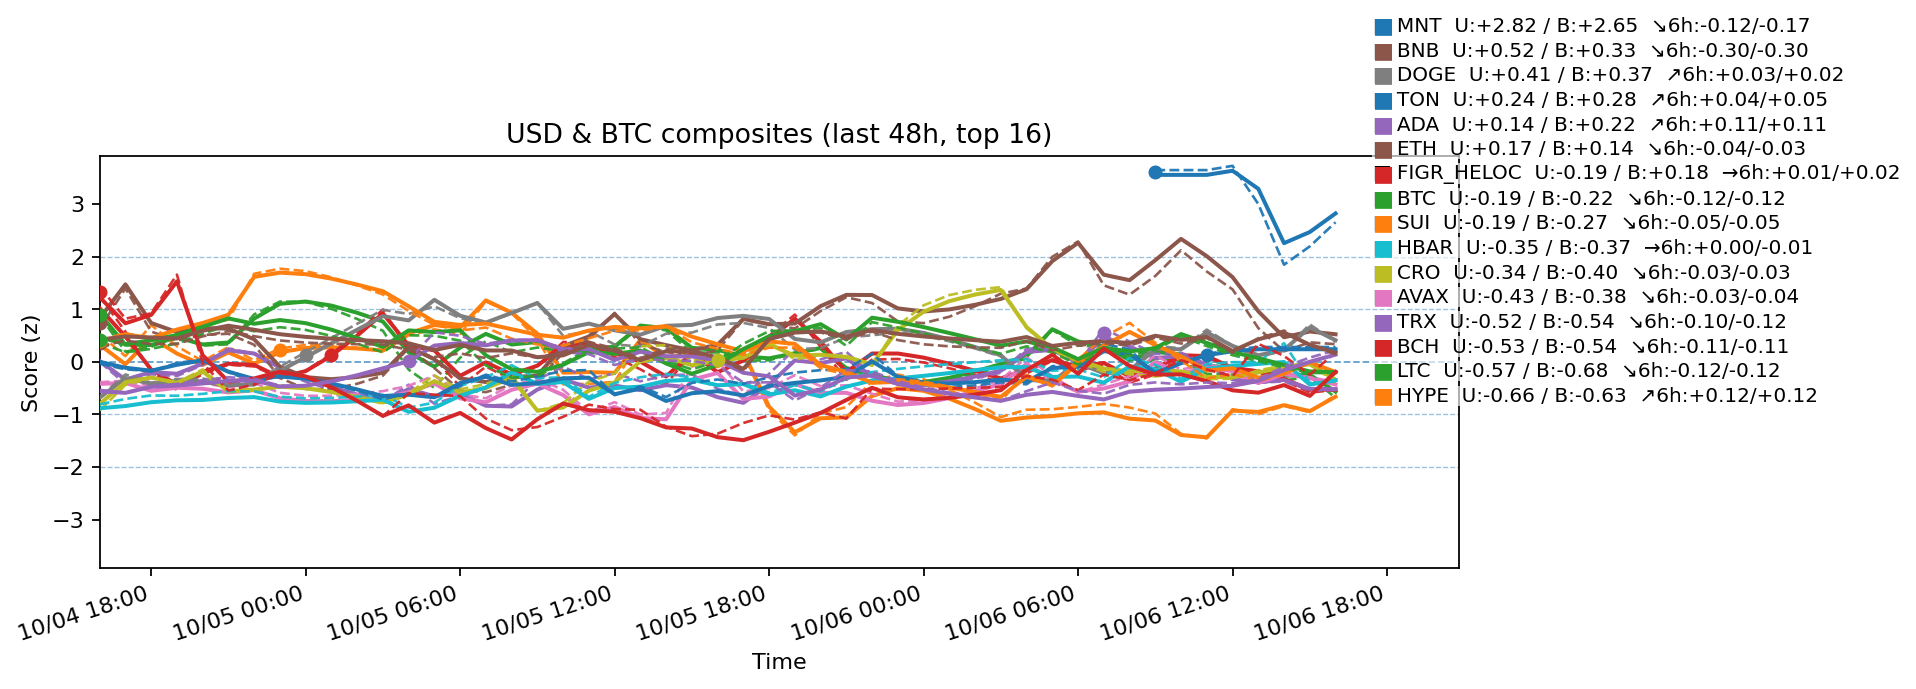 MNT  U:+2.82 / B:+2.65  ↘6h:-0.12/-0.17
BNB  U:+0.52 / B:+0.33  ↘6h:-0.30/-0.30
DOGE  U:+0.41 / B:+0.37  ↗6h:+0.03/+0.02
TON  U:+0.24 / B:+0.28  ↗6h:+0.04/+0.05
ADA  U:+0.14 / B:+0.22  ↗6h:+0.11/+0.11
ETH  U:+0.17 / B:+0.14  ↘6h:-0.04/-0.03
FIGR_HELOC  U:-0.19 / B:+0.18  →6h:+0.01/+0.02
BTC  U:-0.19 / B:-0.22  ↘6h:-0.12/-0.12
SUI  U:-0.19 / B:-0.27  ↘6h:-0.05/-0.05
HBAR  U:-0.35 / B:-0.37  →6h:+0.00/-0.01
CRO  U:-0.34 / B:-0.40  ↘6h:-0.03/-0.03
AVAX  U:-0.43 / B:-0.38  ↘6h:-0.03/-0.04
TRX  U:-0.52 / B:-0.54  ↘6h:-0.10/-0.12
BCH  U:-0.53 / B:-0.54  ↘6h:-0.11/-0.11
LTC  U:-0.57 / B:-0.68  ↘6h:-0.12/-0.12
HYPE  U:-0.66 / B:-0.63  ↗6h:+0.12/+0.12
USD & BTC composites (last 48h, top 16)
Score (z)
3
2
1
0
−1
−2
−3
10/04 18:00
10/05 00:00
10/05 06:00
10/05 12:00
10/05 18:00
10/06 00:00
10/06 06:00
10/06 12:00
10/06 18:00
Time